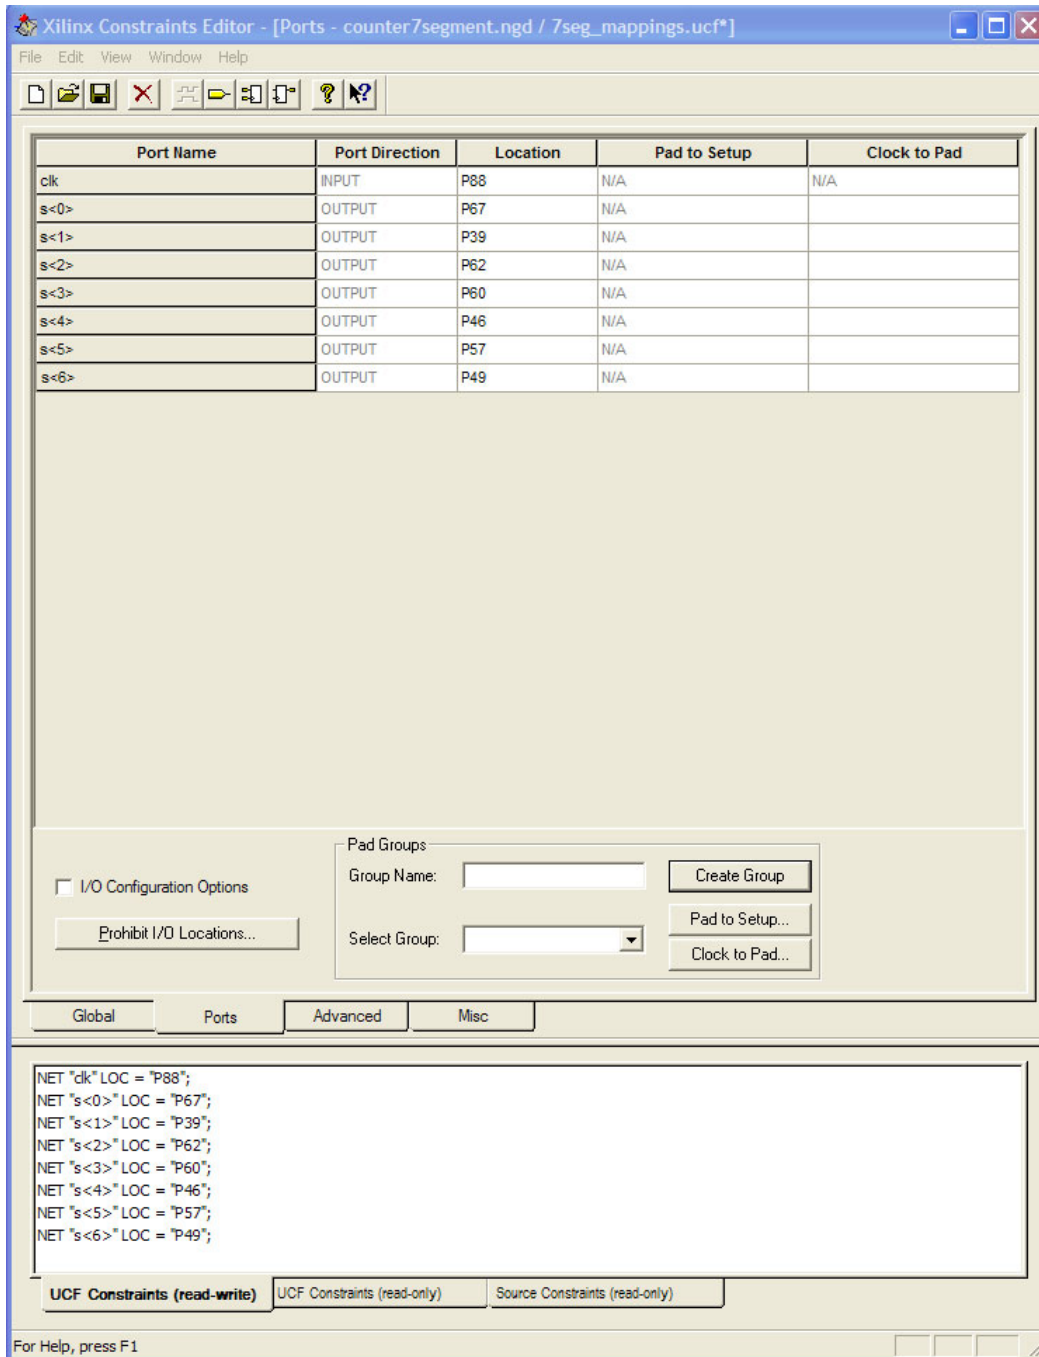 Xilinx Constraints Editor - [Ports - counter7segment.ngd / 7seg_mappings.ucf*]
File Edit View Window Help
Port Name Port Direction Location Pad to Setup Clock to Pad
clk INPUT P88 N/A N/A
s<0> OUTPUT P67 N/A
s<1> OUTPUT P39 N/A
s<2> OUTPUT P62 N/A
s<3> OUTPUT P60 N/A
s<4> OUTPUT P46 N/A
s<5> OUTPUT P57 N/A
s<6> OUTPUT P49 N/A
Pad Groups
I/O Configuration Options
Group Name:
Create Group
Prohibit I/O Locations...
Select Group:
Pad to Setup...
Clock to Pad...
Global Ports Advanced Misc
NET "clk" LOC = "P88";
NET "s<0>" LOC = "P67";
NET "s<1>" LOC = "P39";
NET "s<2>" LOC = "P62";
NET "s<3>" LOC = "P60";
NET "s<4>" LOC = "P46";
NET "s<5>" LOC = "P57";
NET "s<6>" LOC = "P49";
UCF Constraints (read-write) UCF Constraints (read-only) Source Constraints (read-only)
For Help, press F1